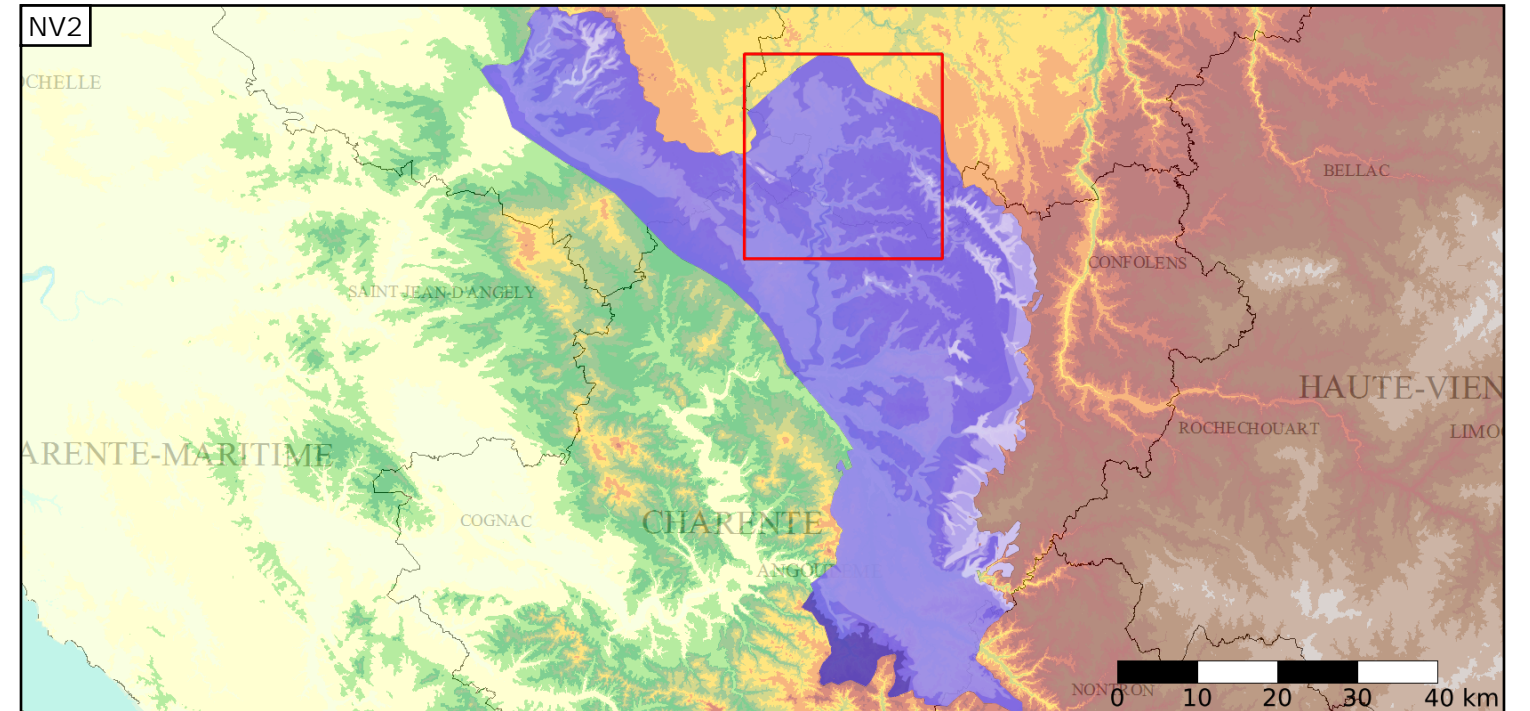 NV2
OCHELLE
BELLAC
CONFOLENS
SAINT-JEAN-D'ANGELY
HAUTE-VIEN
ROCHECHOUART
LIMO
ARENTE-MARITIME
COGNAC
CHARENTE
NONTRON
0 10 20 30 40 km